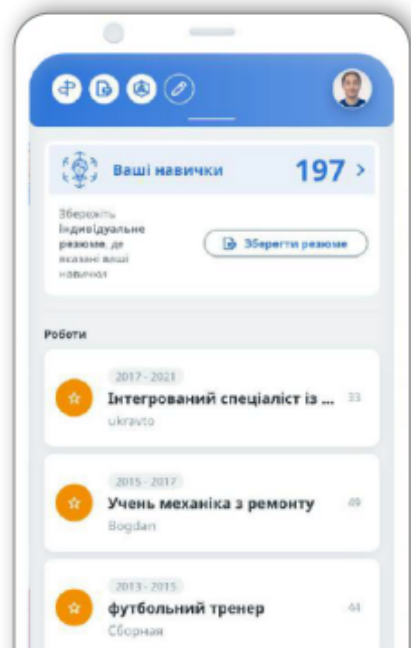 Ваші навички 197 >
Збережіть
індивідуальне
резюме, де
вказані ваші
навички
Зберегти резюме
Роботи
2017 - 2021
Інтегрований спеціаліст із ... 33
ukravto
2015 - 2017
Учень механіка з ремонту 49
Bogdan
2013 - 2015
футбольний тренер 44
Сборная